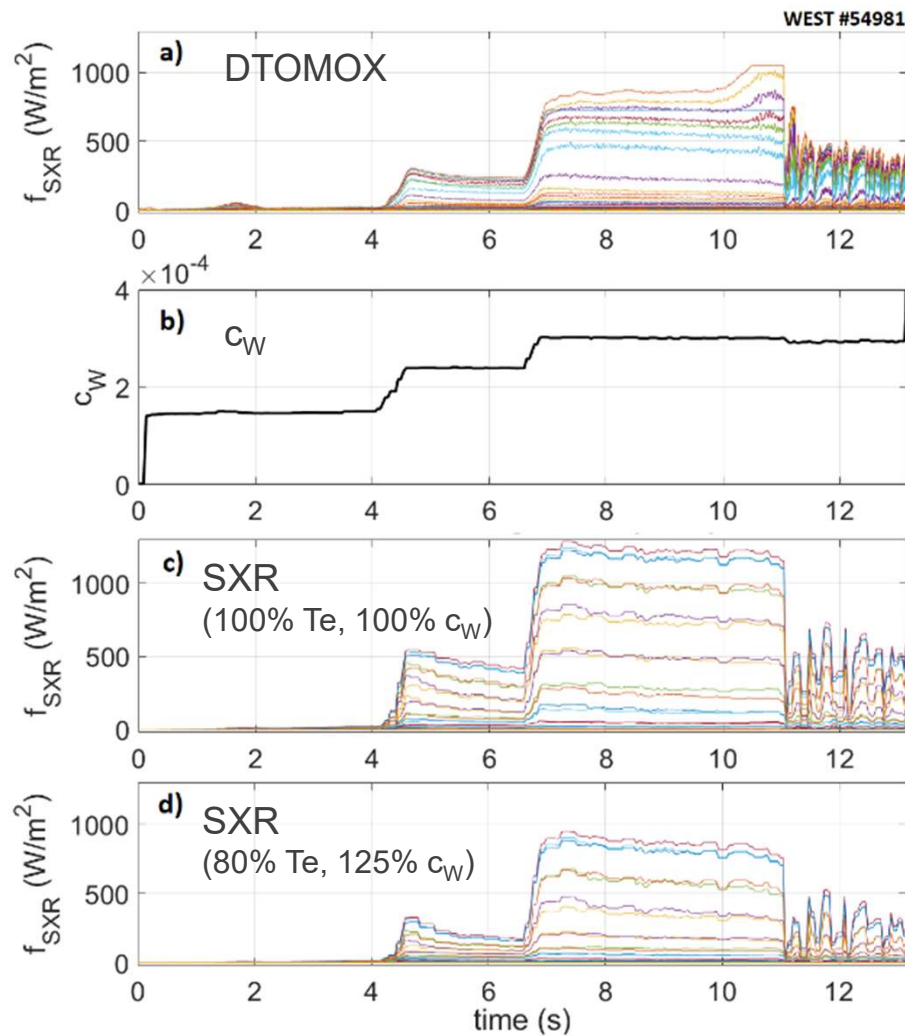 WEST #54981
a)
DTOMOX
f_SXR (W/m²)
1000
500
0
0 2 4 6 8 10 12
×10⁻⁴
b)
c_W
c_W
4
2
0
0 2 4 6 8 10 12
c)
SXR
(100% Te, 100% c_W)
f_SXR (W/m²)
1000
500
0
0 2 4 6 8 10 12
d)
SXR
(80% Te, 125% c_W)
f_SXR (W/m²)
1000
500
0
0 2 4 6 8 10 12
time (s)